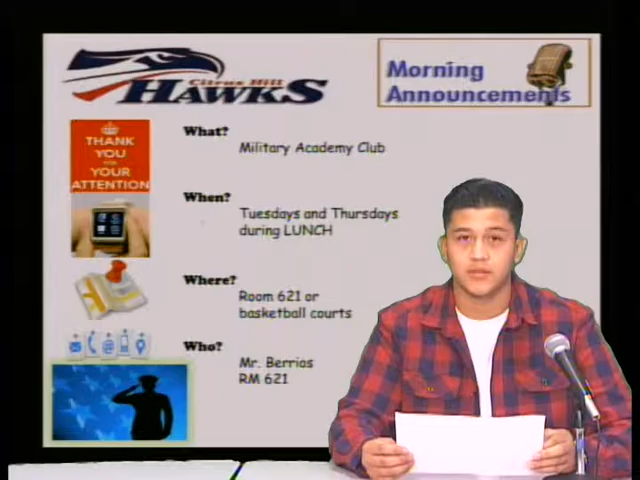 Citrus Hill
HAWKS
Morning
Announcements
THANK
YOU
YOUR
ATTENTION
What?
Military Academy Club
When?
Tuesdays and Thursdays
during LUNCH
Where?
Room 621 or
basketball courts
Who?
Mr. Berrios
RM 621